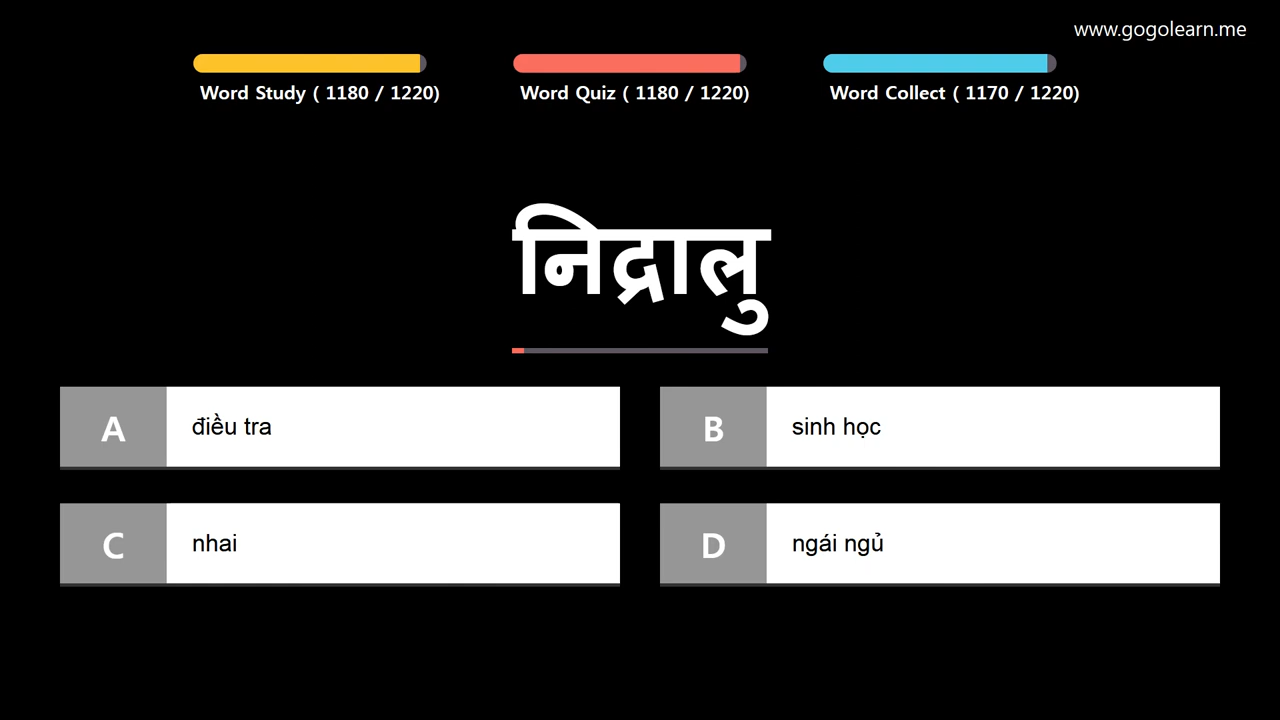 www.gogolearn.me
Word Study ( 1180 / 1220)
Word Quiz ( 1180 / 1220)
Word Collect ( 1170 / 1220)
निद्रालु
A
điều tra
B
sinh học
C
nhai
D
ngái ngủ